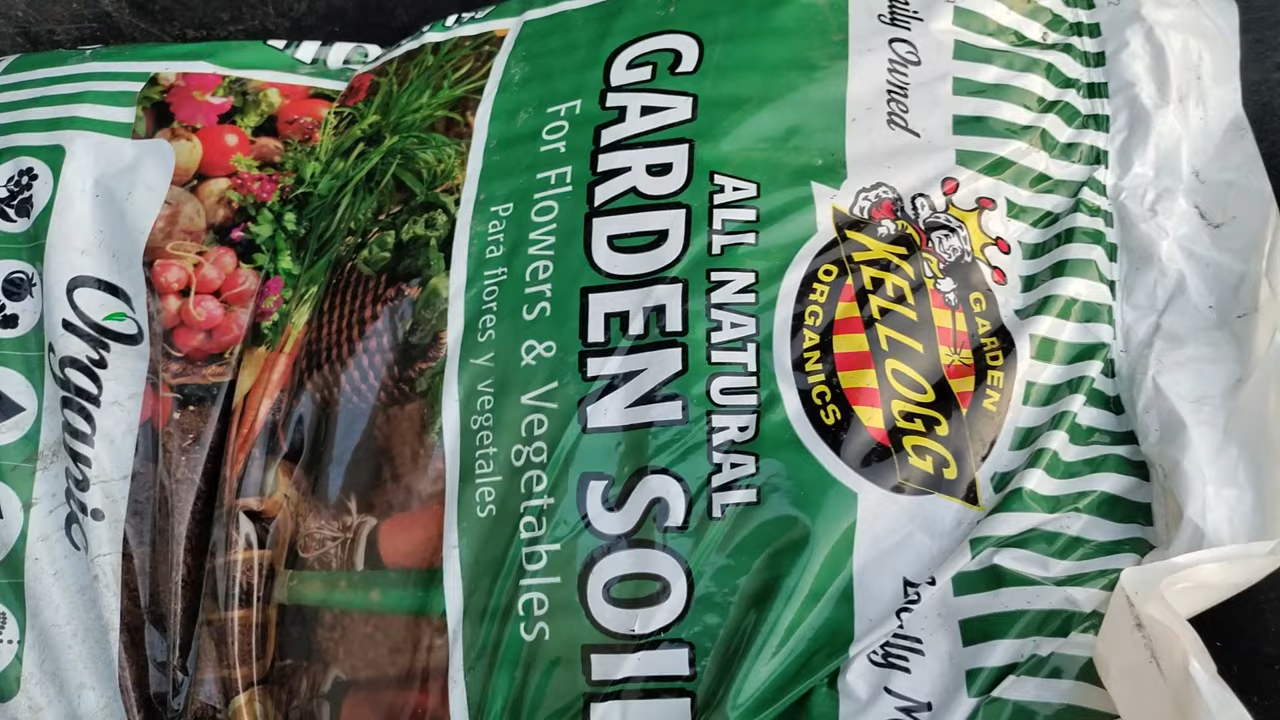 Owned
KELLOGG
GARDEN
ORGANICS
ALL NATURAL
GARDEN SOIL
For Flowers & Vegetables
Para flores y vegetales
Organic